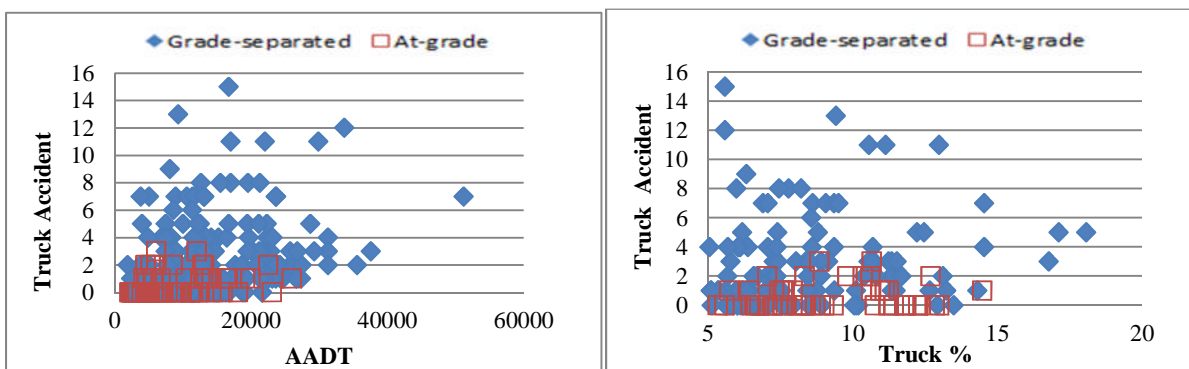 Grade-separated At-grade
16
14
12
10
8
6
4
2
0
Truck Accident
0 20000 40000 60000
AADT
Grade-separated At-grade
16
14
12
10
8
6
4
2
0
Truck Accident
5 10 15 20
Truck %